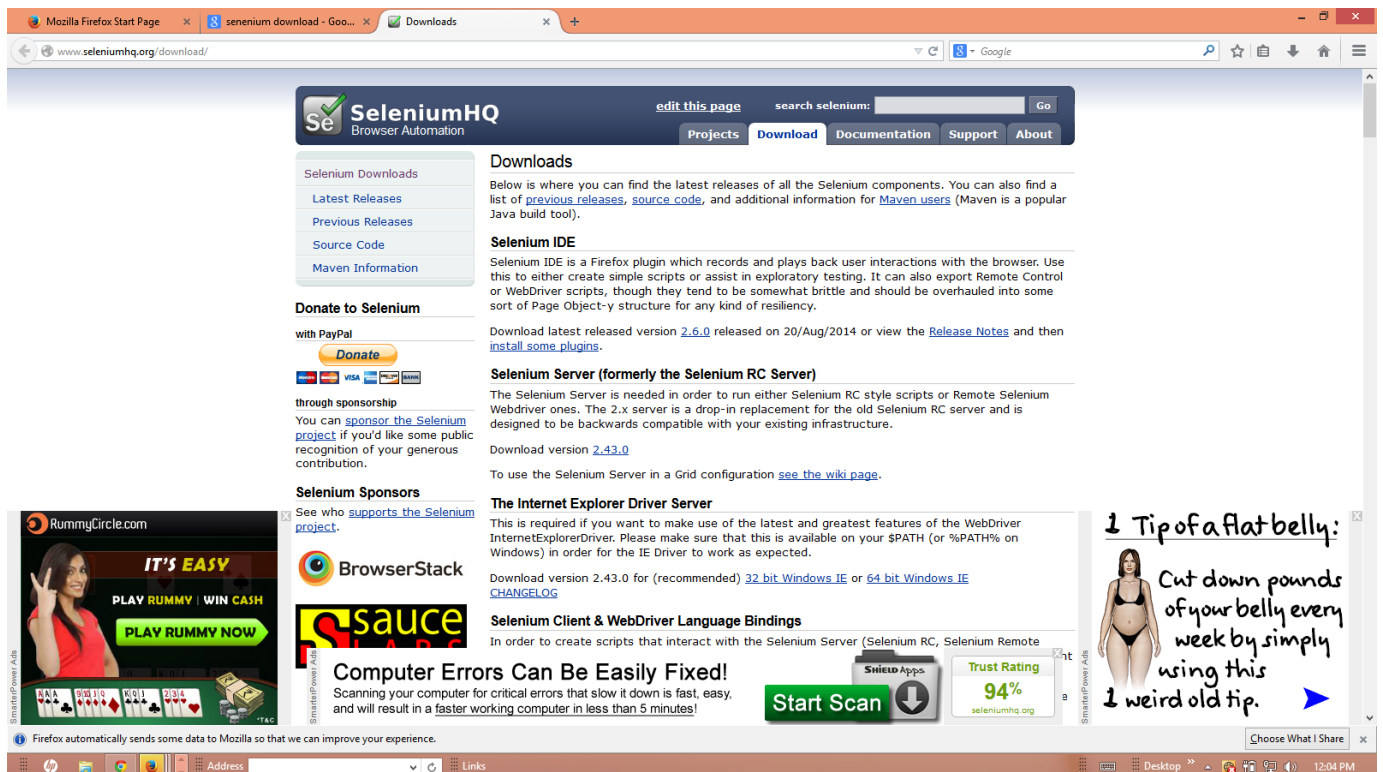 Mozilla Firefox Start Page
senenium download - Goo...
Downloads
www.seleniumhq.org/download/
Google
SeleniumHQ
Browser Automation
edit this page
search selenium:
Go
Projects
Download
Documentation
Support
About
Selenium Downloads
Latest Releases
Previous Releases
Source Code
Maven Information
Donate to Selenium
with PayPal
Donate
VISA
BANK
through sponsorship
You can sponsor the Selenium
project if you'd like some public
recognition of your generous
contribution.
Selenium Sponsors
See who supports the Selenium
project.
BrowserStack
sauce
LABS
Downloads
Below is where you can find the latest releases of all the Selenium components. You can also find a
list of previous releases, source code, and additional information for Maven users (Maven is a popular
Java build tool).
Selenium IDE
Selenium IDE is a Firefox plugin which records and plays back user interactions with the browser. Use
this to either create simple scripts or assist in exploratory testing. It can also export Remote Control
or WebDriver scripts, though they tend to be somewhat brittle and should be overhauled into some
sort of Page Object-y structure for any kind of resiliency.
Download latest released version 2.6.0 released on 20/Aug/2014 or view the Release Notes and then
install some plugins.
Selenium Server (formerly the Selenium RC Server)
The Selenium Server is needed in order to run either Selenium RC style scripts or Remote Selenium
Webdriver ones. The 2.x server is a drop-in replacement for the old Selenium RC server and is
designed to be backwards compatible with your existing infrastructure.
Download version 2.43.0
To use the Selenium Server in a Grid configuration see the wiki page.
The Internet Explorer Driver Server
This is required if you want to make use of the latest and greatest features of the WebDriver
InternetExplorerDriver. Please make sure that this is available on your $PATH (or %PATH% on
Windows) in order for the IE Driver to work as expected.
Download version 2.43.0 for (recommended) 32 bit Windows IE or 64 bit Windows IE
CHANGELOG
Selenium Client & WebDriver Language Bindings
In order to create scripts that interact with the Selenium Server (Selenium RC, Selenium Remote
RummyCircle.com
IT'S EASY
PLAY RUMMY | WIN CASH
PLAY RUMMY NOW
*T&C
SmarterPower Ads
Computer Errors Can Be Easily Fixed!
Scanning your computer for critical errors that slow it down is fast, easy,
and will result in a faster working computer in less than 5 minutes!
SHIELD APPS
Start Scan
Trust Rating
94%
seleniumhq.org
SmarterPower Ads
1 Tip of a flat belly:
Cut down pounds
of your belly every
week by simply
using this
1 weird old tip.
SmarterPower Ads
Firefox automatically sends some data to Mozilla so that we can improve your experience.
Choose What I Share
Address
Links
Desktop
12:04 PM